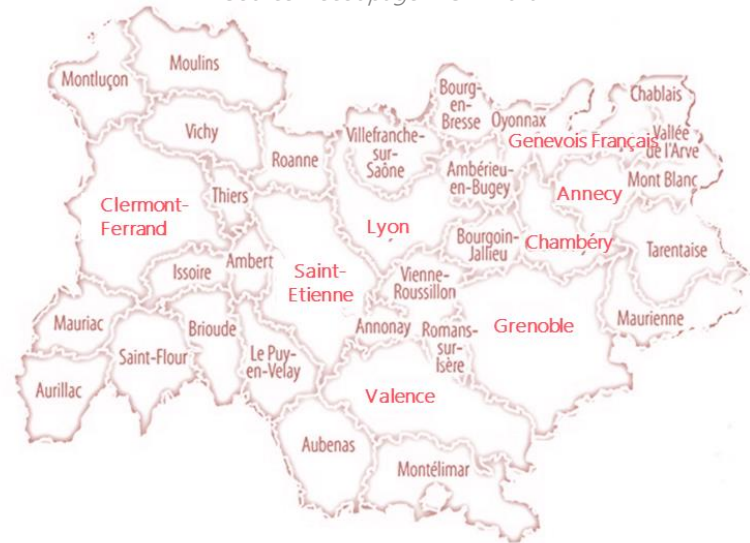 Moulins
Montluçon
Vichy
Roanne
Villefranche-
sur-
Saône
Bourg-
en-
Bresse
Oyonnax
Chablais
Genevois Français
Vallée
de l'Arve
Ambérieu-
en-Bugey
Annecy
Mont Blanc
Thiers
Clermont-
Ferrand
Lyon
Bourgoin-
Jallieu
Chambéry
Tarentaise
Issoire
Ambert
Saint-
Etienne
Vienne-
Roussillon
Mauriac
Brioude
Annonay
Romans-
sur-
Isère
Grenoble
Maurienne
Saint-Flour
Le Puy-
en-Velay
Aurillac
Valence
Aubenas
Montélimar